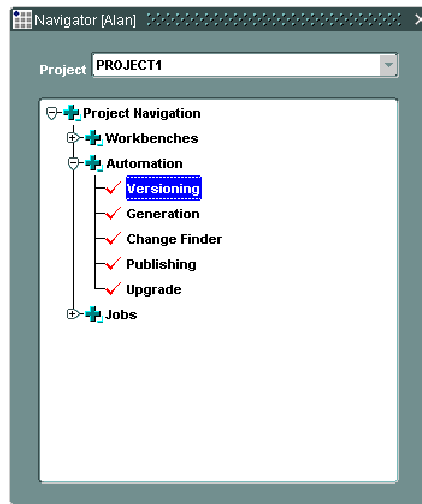 Navigator [Alan]
Project PROJECT1
Project Navigation
Workbenches
Automation
Versioning
Generation
Change Finder
Publishing
Upgrade
Jobs